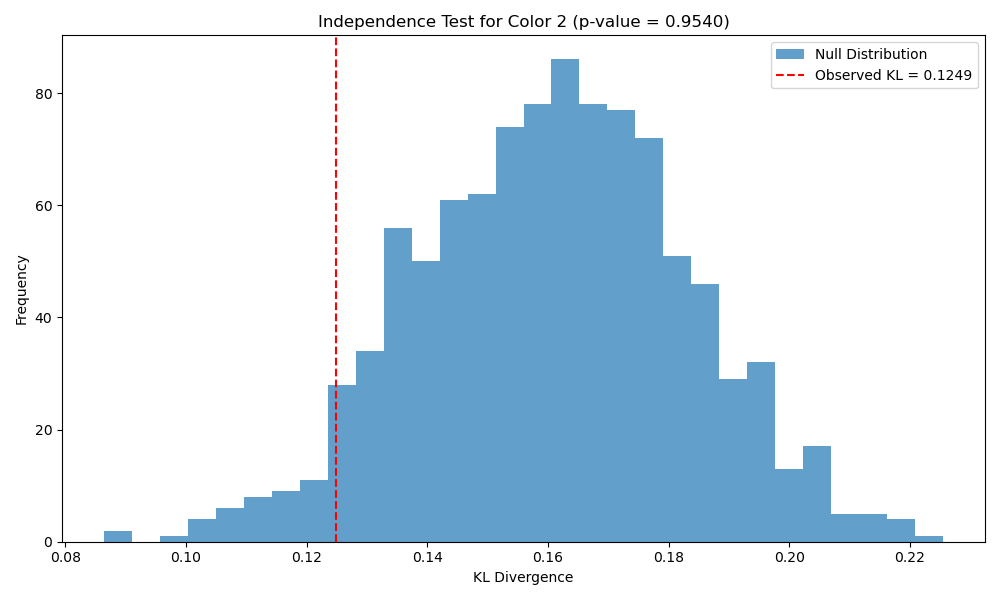 Independence Test for Color 2 (p-value = 0.9540)
Null Distribution
Observed KL = 0.1249
Frequency
80
60
40
20
0
0.08 0.10 0.12 0.14 0.16 0.18 0.20 0.22
KL Divergence